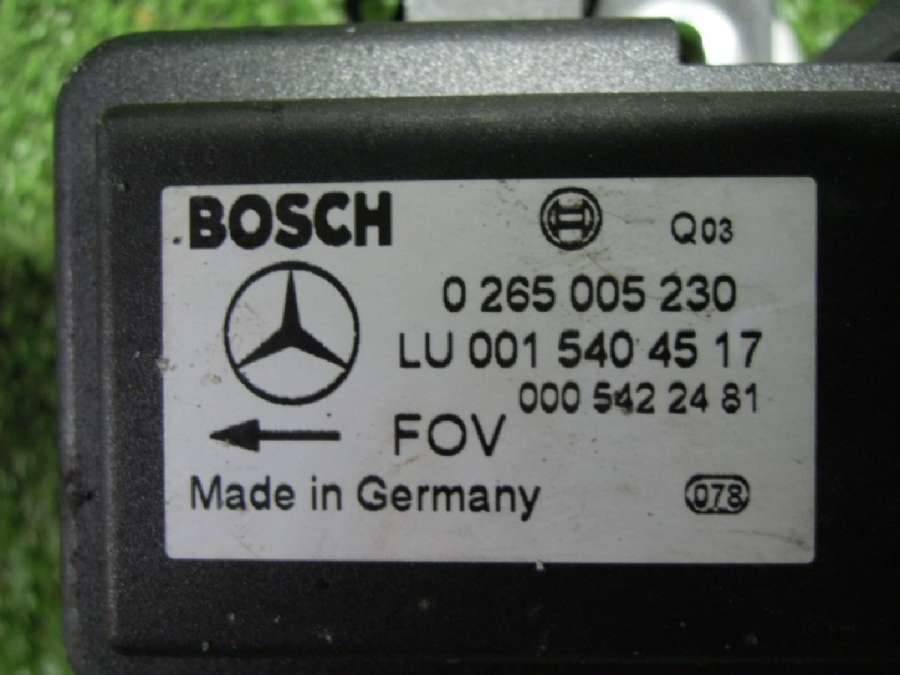 BOSCH
Q03
0 265 005 230
LU 001 540 45 17
000 542 24 81
FOV
Made in Germany
078